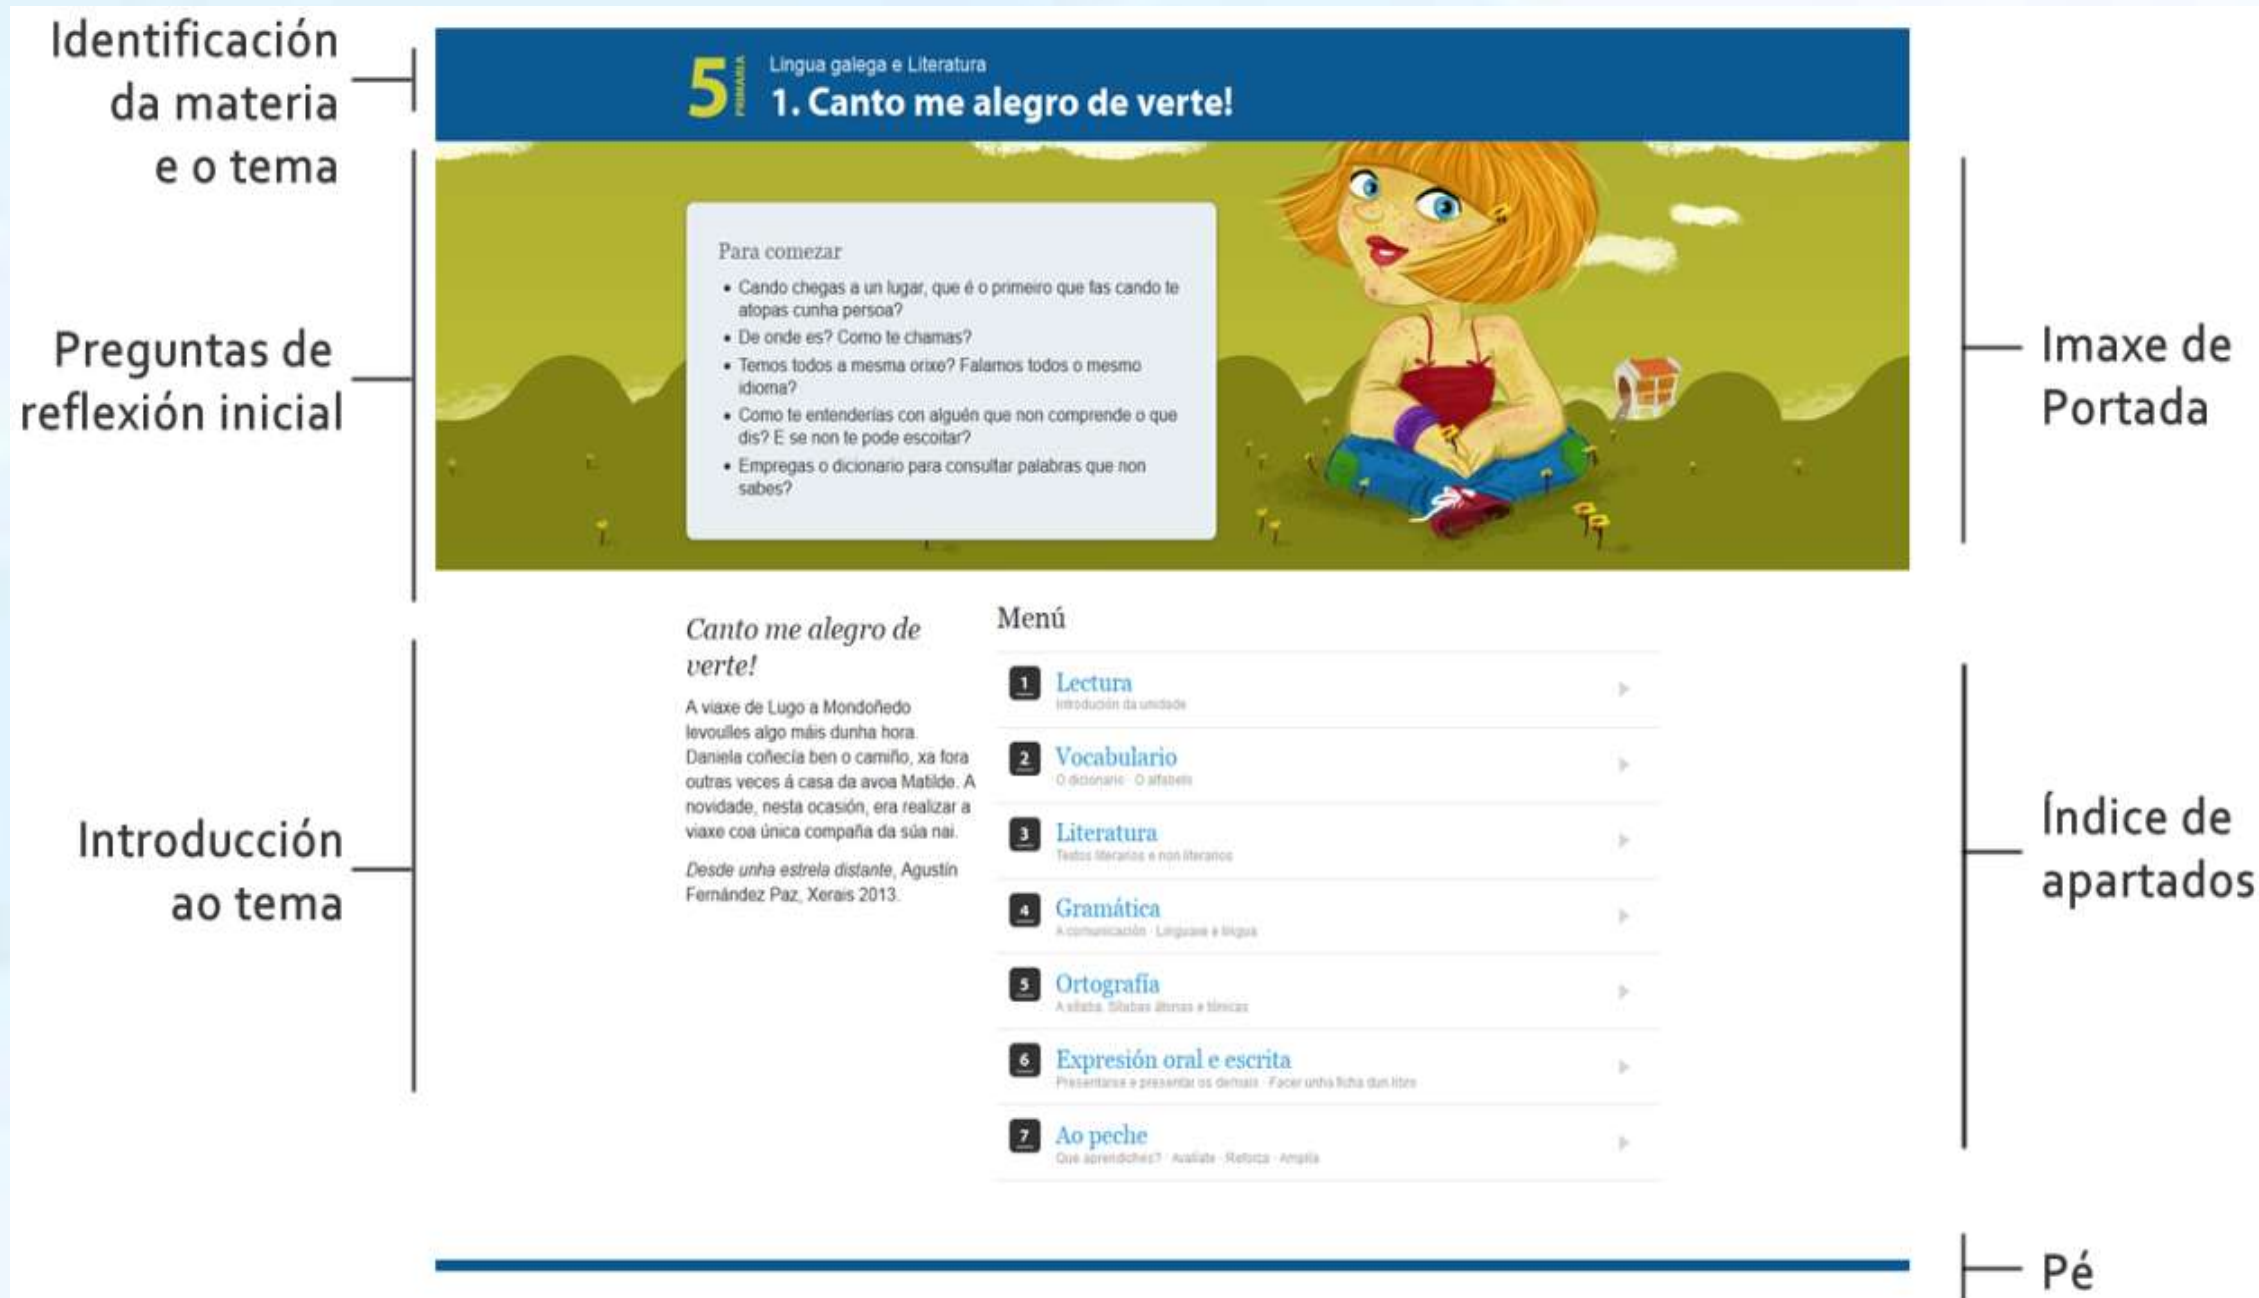 Identificación
da materia
e o tema
5
PRIMARIA
Lingua galega e Literatura
1. Canto me alegro de verte!
Preguntas de
reflexión inicial
Para comezar
• Cando chegas a un lugar, que é o primeiro que fas cando te
atopas cunha persoa?
• De onde es? Como te chamas?
• Temos todos a mesma orixe? Falamos todos o mesmo
idioma?
• Como te entenderías con alguén que non comprende o que
dis? E se non te pode escoitar?
• Empregas o dicionario para consultar palabras que non
sabes?
Imaxe de
Portada
Introducción
ao tema
Canto me alegro de
verte!
A viaxe de Lugo a Mondoñedo
levoulles algo máis dunha hora.
Daniela coñecía ben o camiño, xa fora
outras veces á casa da avoa Matilde. A
novidade, nesta ocasión, era realizar a
viaxe coa única compaña da súa nai.
Desde unha estrela distante, Agustín
Fernández Paz, Xerais 2013.
Menú
1 Lectura
Introdución da unidade
2 Vocabulario
O dicionario · O alfabeto
3 Literatura
Textos literarios e non literarios
4 Gramática
A comunicación · Linguaxe e lingua
5 Ortografía
A sílaba. Sílabas átonas e tónicas
6 Expresión oral e escrita
Presentarse e presentar os demais · Facer unha ficha dun libro
7 Ao peche
Que aprendiches? · Avalíate · Reforza · Amplía
Índice de
apartados
Pé